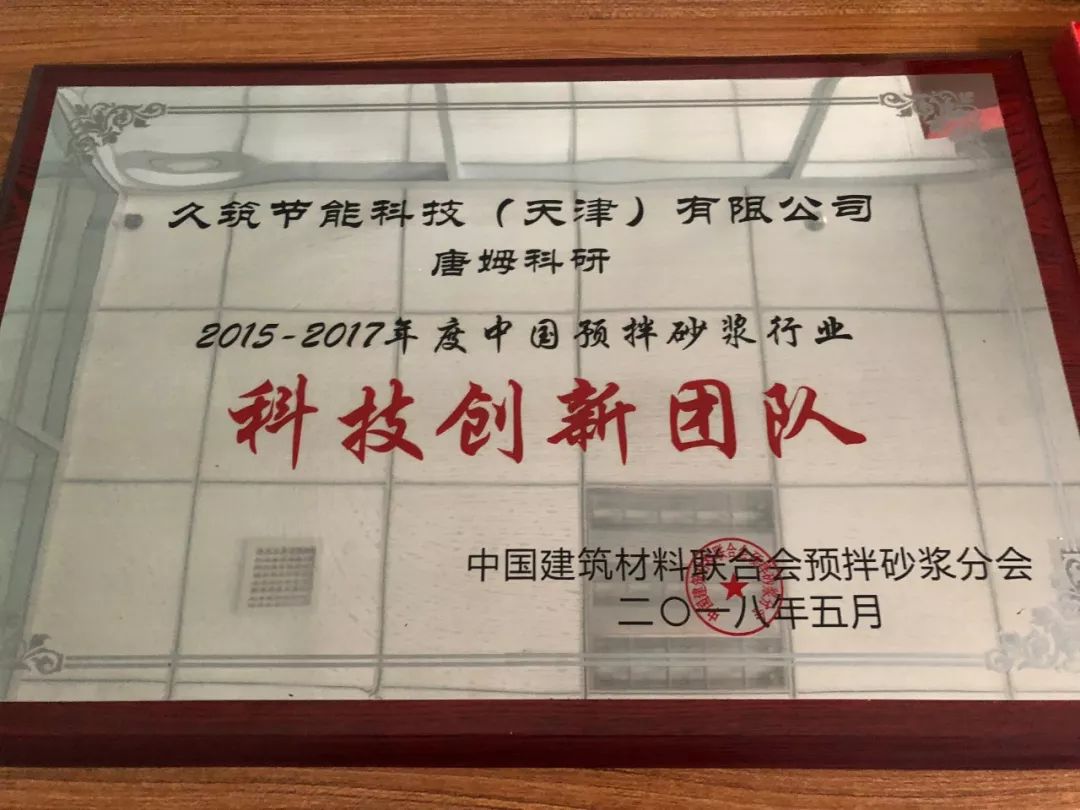 久筑节能科技（天津）有限公司
唐姆科研
2015-2017年度中国预拌砂浆行业
科技创新团队
中国建筑材料联合会预拌砂浆分会
二〇一八年五月